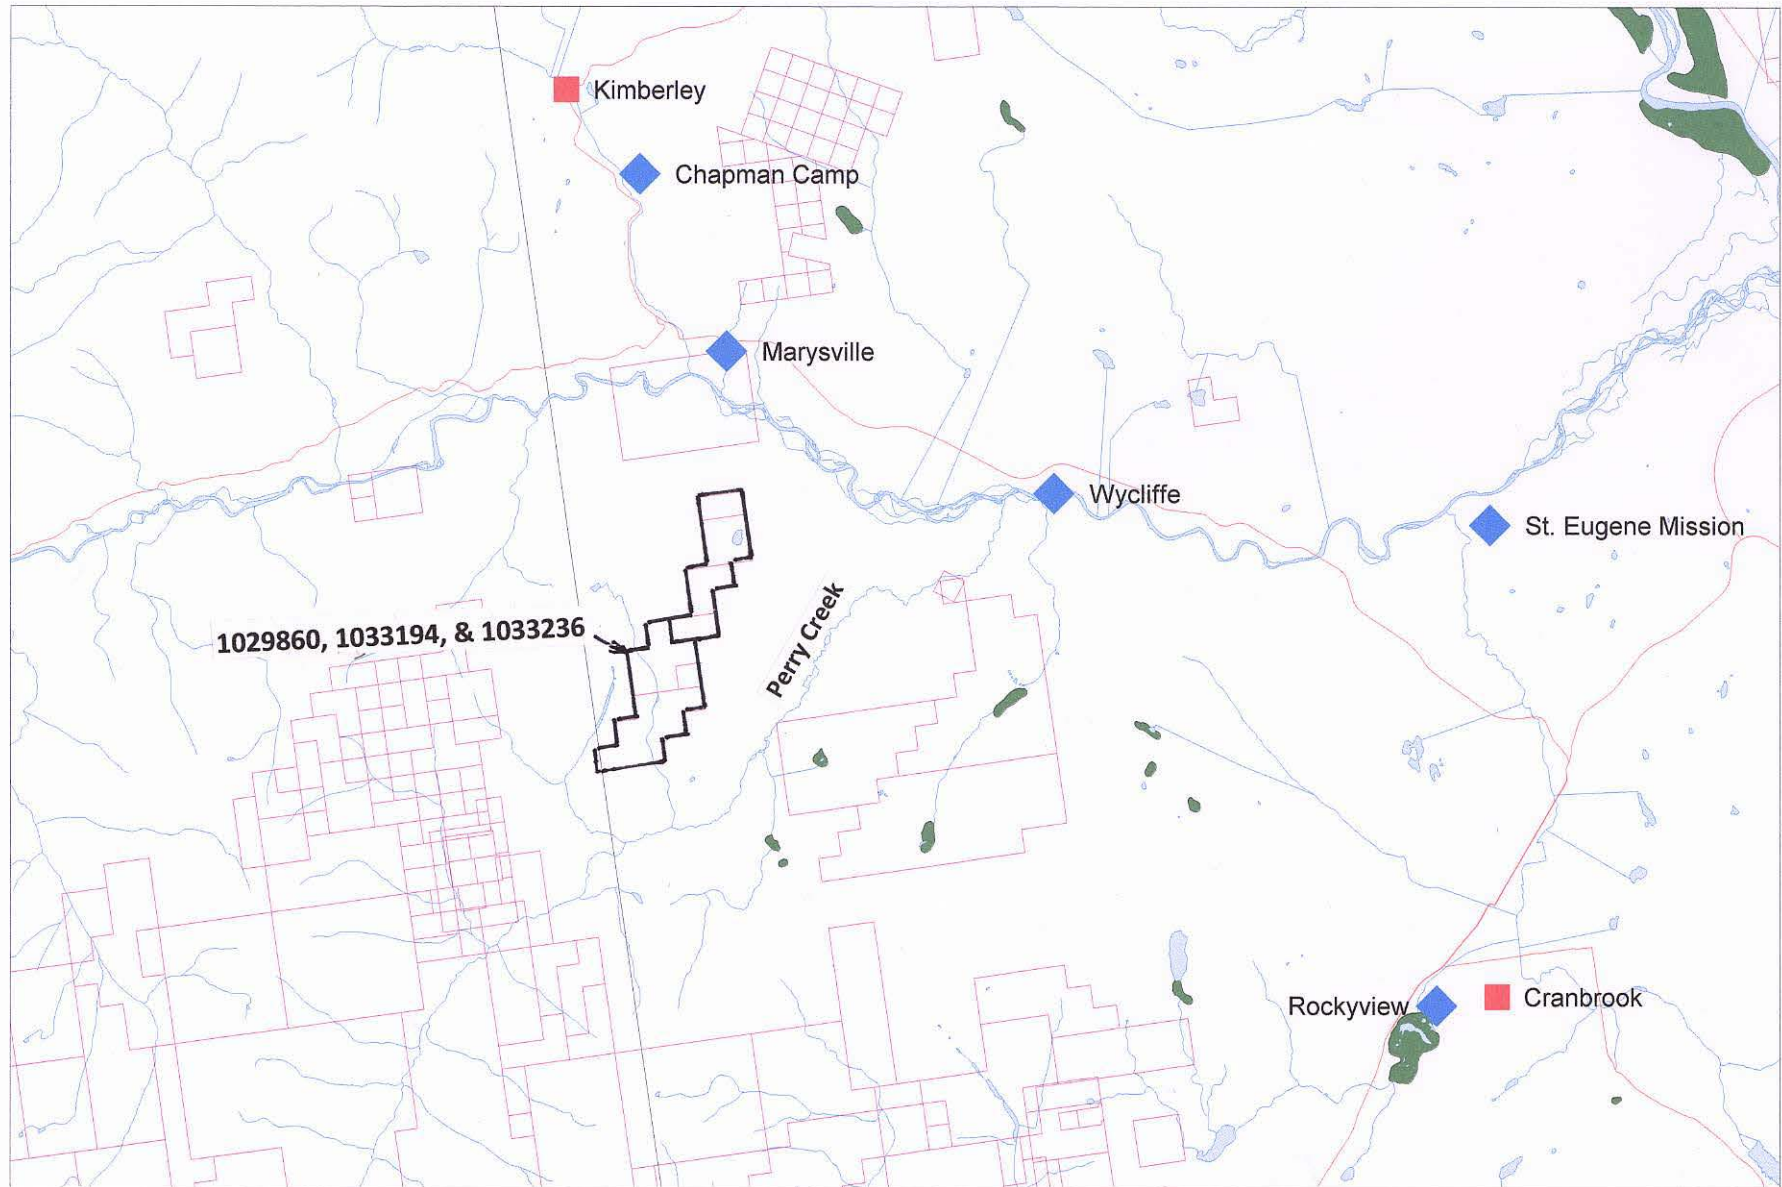 Kimberley
Chapman Camp
Marysville
Wycliffe
St. Eugene Mission
1029860, 1033194, & 1033236
Perry Creek
Rockyview
Cranbrook